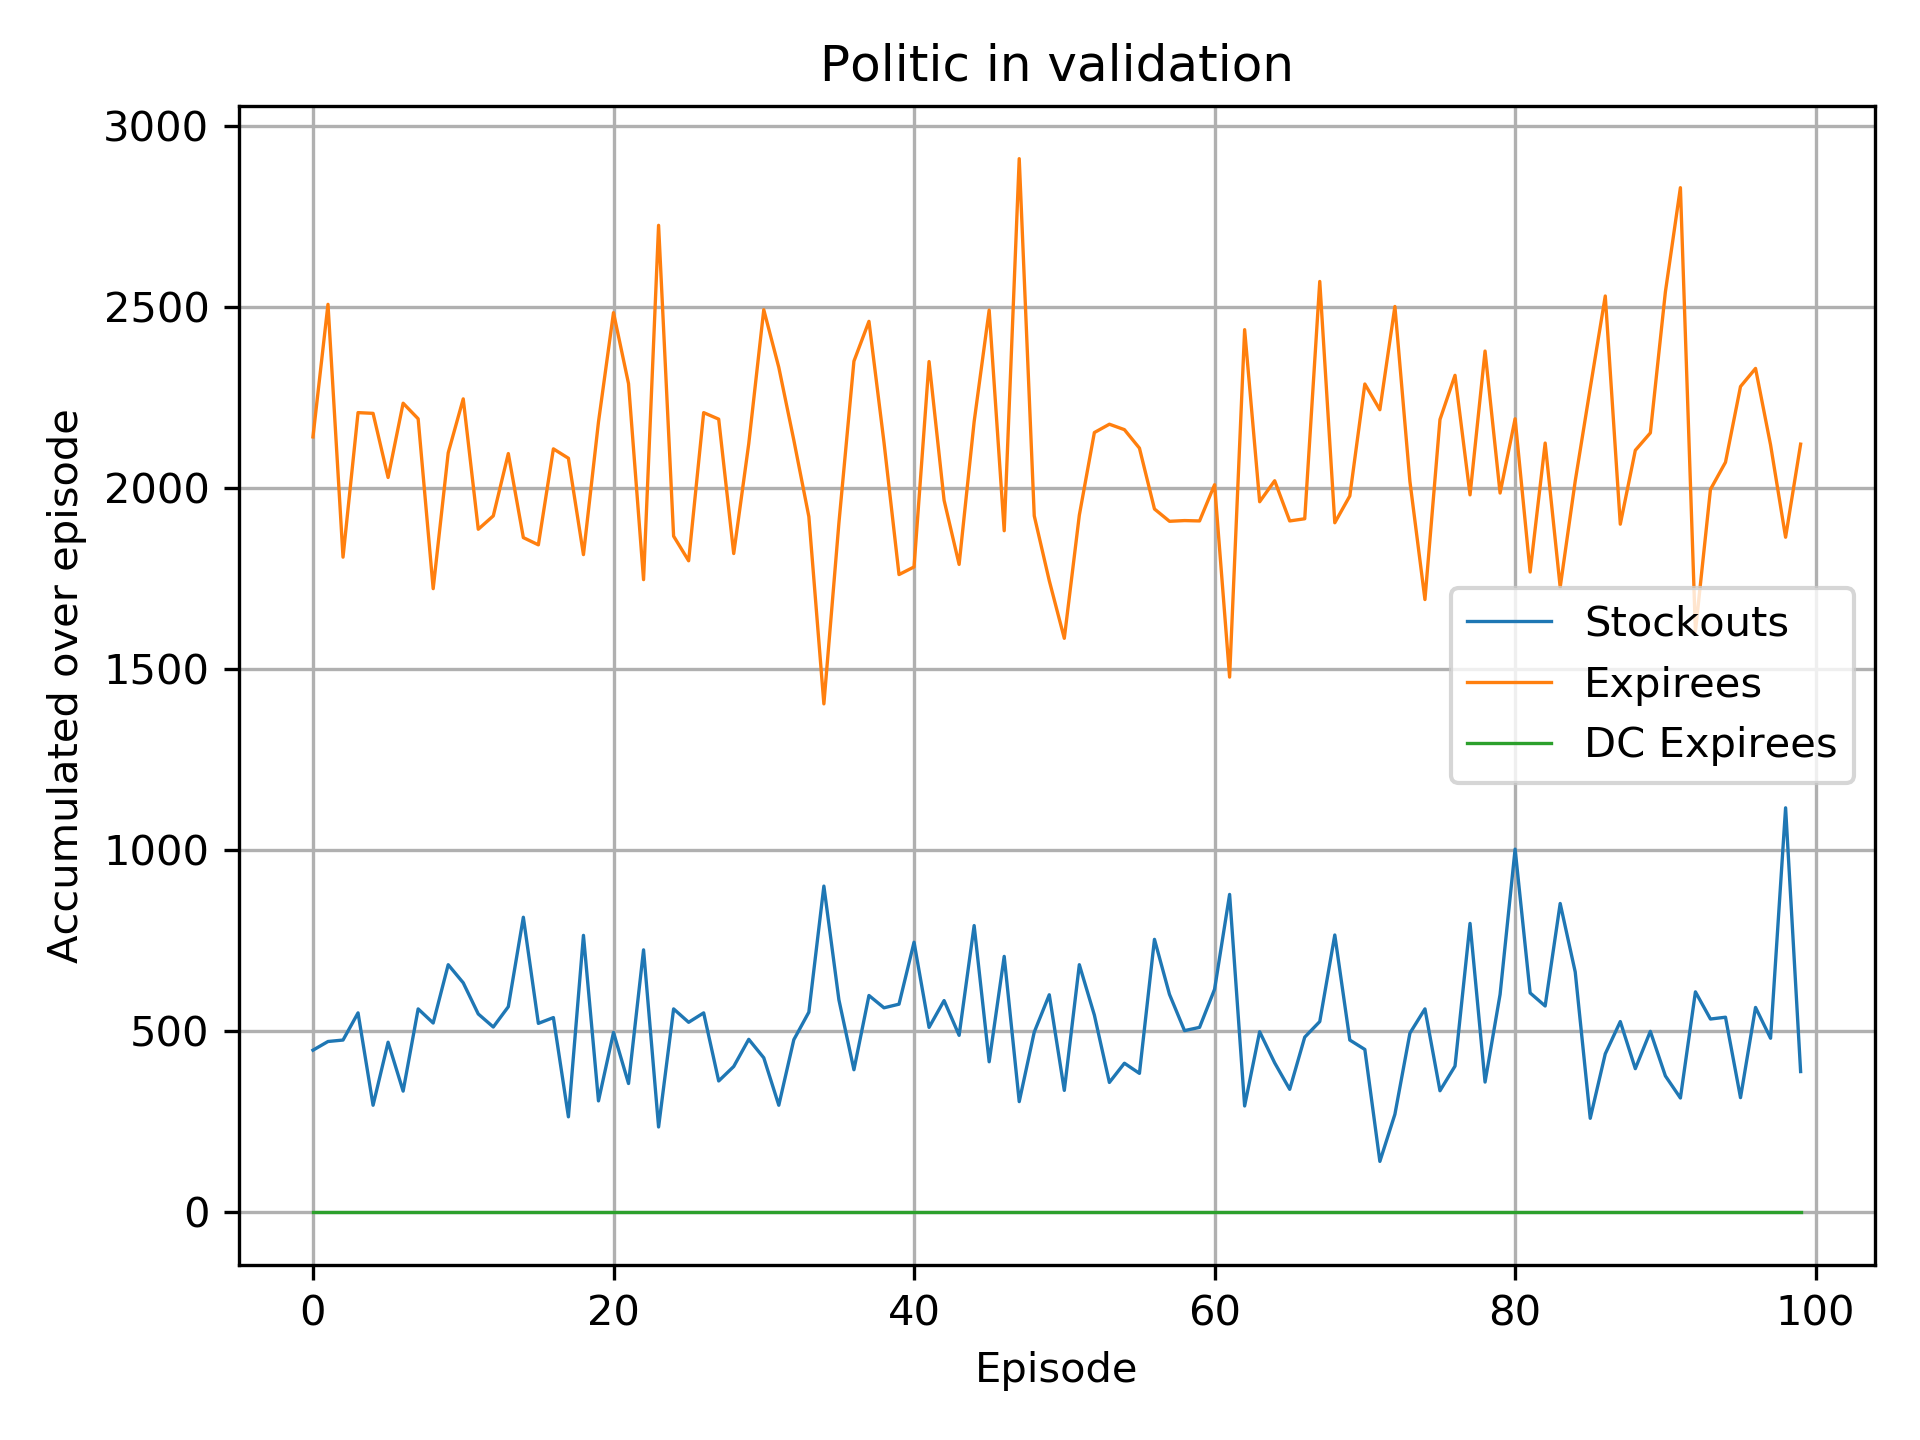 Politic in validation
3000
2500
2000
1500
1000
500
0
Accumulated over episode
Stockouts
Expirees
DC Expirees
0 20 40 60 80 100
Episode